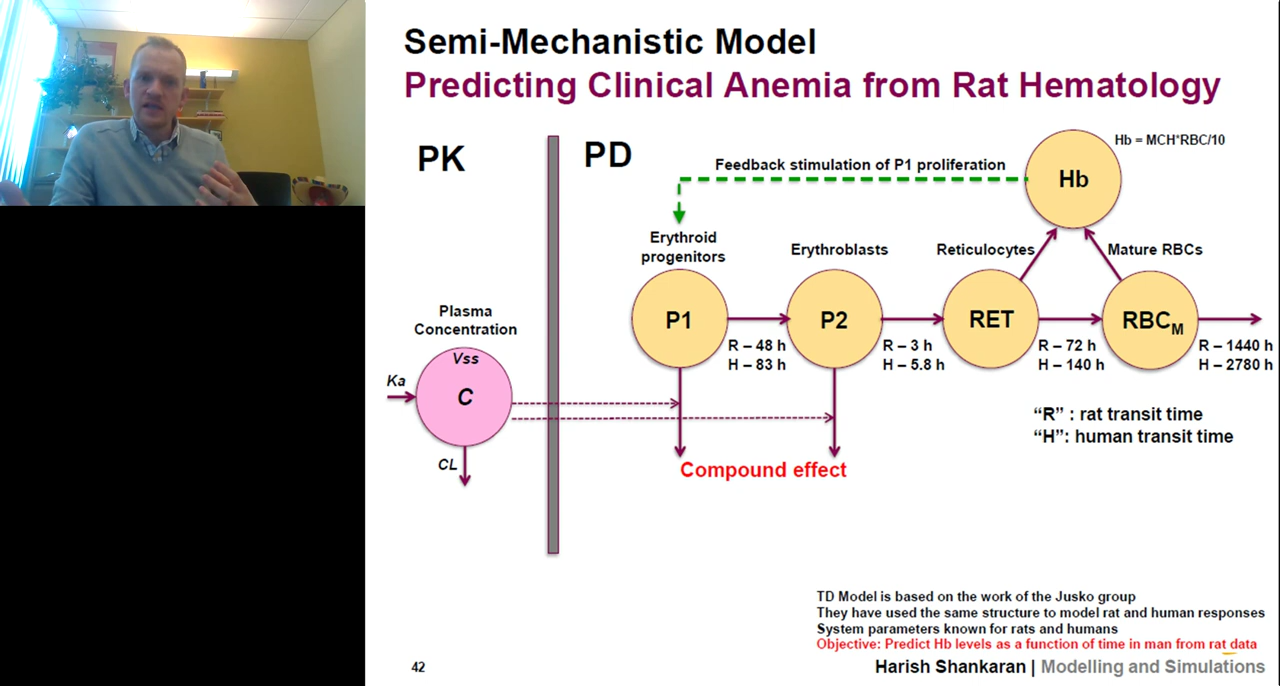 Semi-Mechanistic Model
Predicting Clinical Anemia from Rat Hematology
PK
PD
Hb = MCH*RBC/10
Feedback stimulation of P1 proliferation
Hb
Erythroid
progenitors
Erythroblasts
Reticulocytes
Mature RBCs
P1
P2
RET
RBCM
R – 48 h
H – 83 h
R – 3 h
H – 5.8 h
R – 72 h
H – 140 h
R – 1440 h
H – 2780 h
Plasma
Concentration
Vss
Ka
C
CL
"R" : rat transit time
"H": human transit time
Compound effect
TD Model is based on the work of the Jusko group
They have used the same structure to model rat and human responses
System parameters known for rats and humans
Objective: Predict Hb levels as a function of time in man from rat data
42
Harish Shankaran | Modelling and Simulations